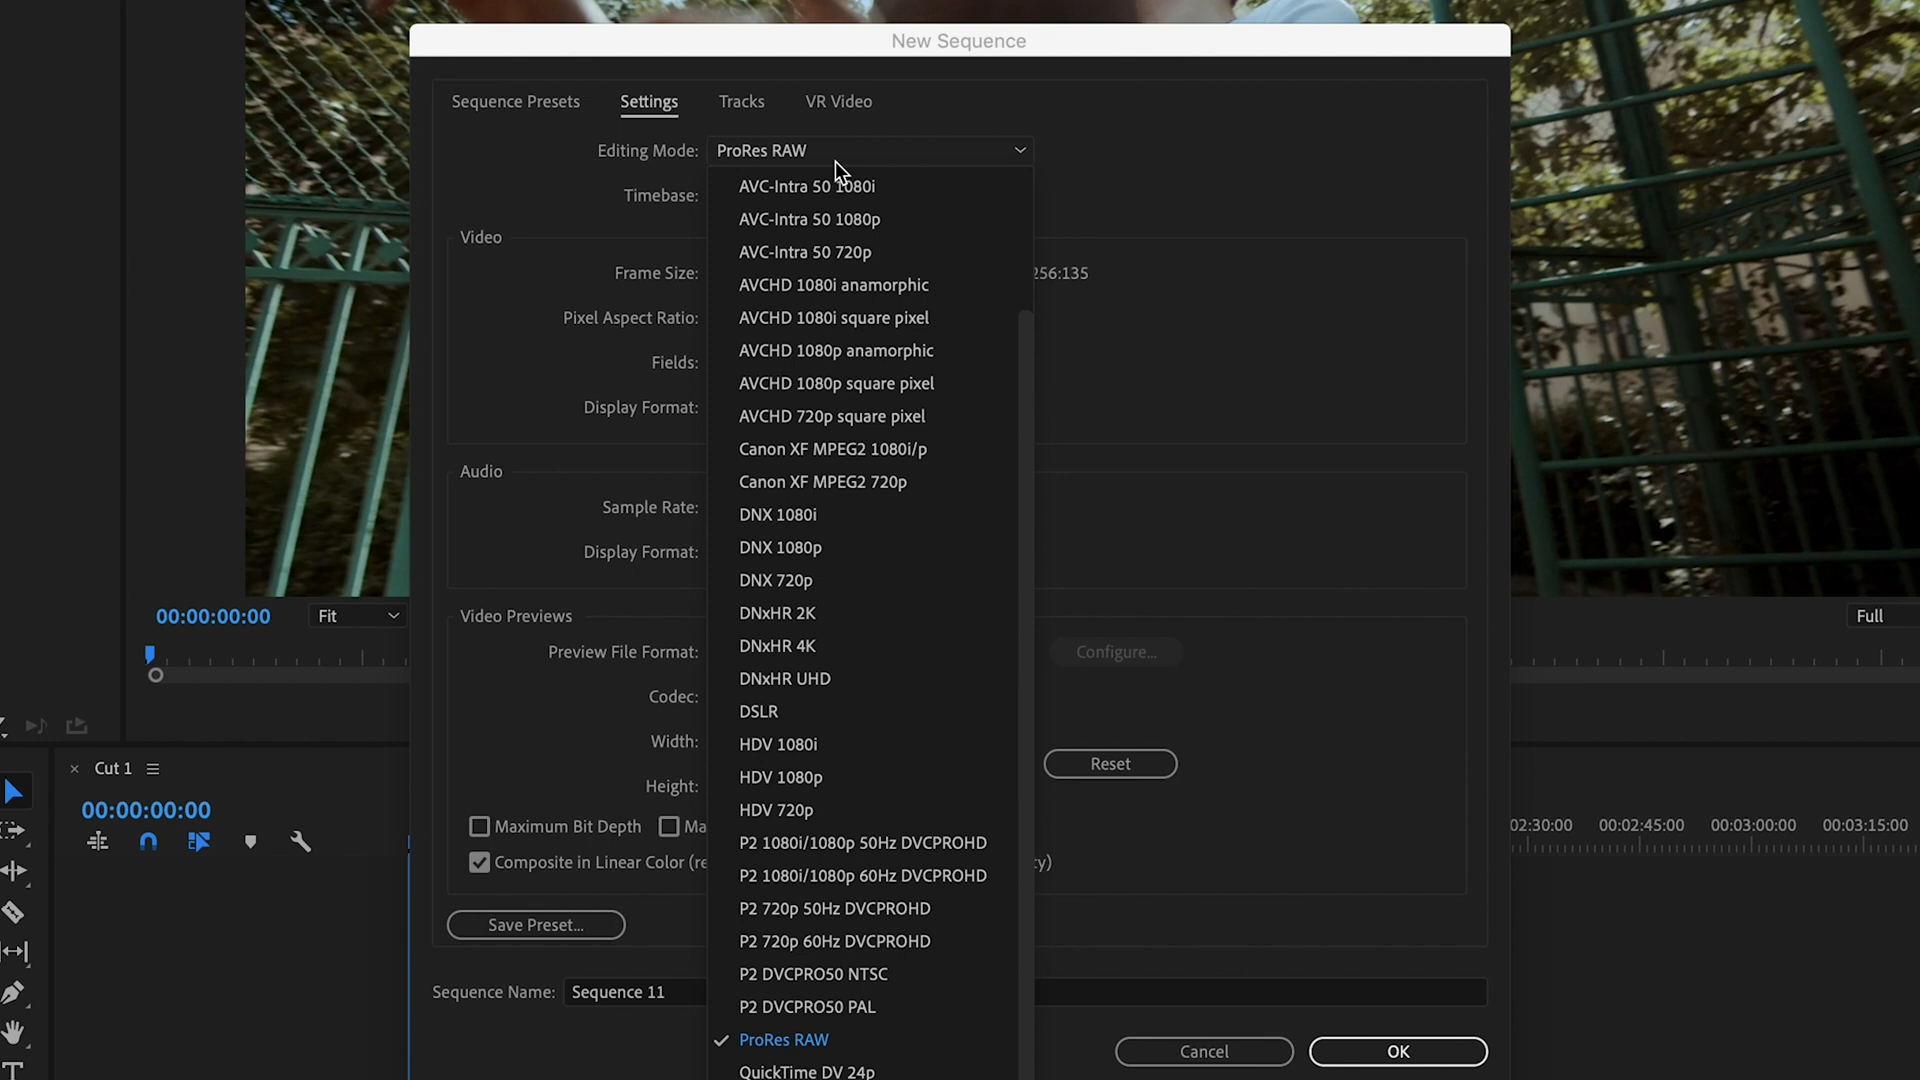 New Sequence
Sequence Presets Settings Tracks VR Video
Editing Mode: ProRes RAW
AVC-Intra 50 1080i
Timebase:
AVC-Intra 50 1080p
Video
AVC-Intra 50 720p
Frame Size: 256:135
AVCHD 1080i anamorphic
Pixel Aspect Ratio:
AVCHD 1080i square pixel
AVCHD 1080p anamorphic
Fields:
AVCHD 1080p square pixel
Display Format:
AVCHD 720p square pixel
Canon XF MPEG2 1080i/p
Audio
Canon XF MPEG2 720p
Sample Rate:
DNX 1080i
Display Format:
DNX 1080p
DNX 720p
00:00:00:00 Fit
Video Previews
DNxHR 2K
Full
Preview File Format:
DNxHR 4K
Configure...
DNxHR UHD
Codec:
DSLR
Width:
HDV 1080i
Reset
Cut 1
HDV 1080p
Height:
00:00:00:00
HDV 720p
Maximum Bit Depth Ma
02:30:00 00:02:45:00 00:03:00:00 00:03:15:00
P2 1080i/1080p 50Hz DVCPROHD
Composite in Linear Color (re
ty)
P2 1080i/1080p 60Hz DVCPROHD
P2 720p 50Hz DVCPROHD
Save Preset...
P2 720p 60Hz DVCPROHD
P2 DVCPRO50 NTSC
Sequence Name: Sequence 11
P2 DVCPRO50 PAL
ProRes RAW
Cancel OK
QuickTime DV 24p